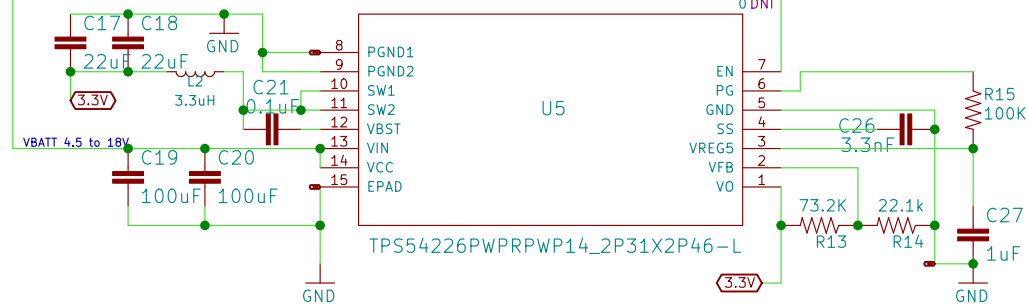 0 DNI
C17 C18
GND
22uF 22uF
L2
3.3uH
3.3V
C21
0.1uF
VBATT 4.5 to 18V
C19 C20
100uF 100uF
GND
8 PGND1
9 PGND2
10 SW1
11 SW2
12 VBST
13 VIN
14 VCC
15 EPAD
U5
EN 7
PG 6
GND 5
SS 4
VREG5 3
VFB 2
VO 1
TPS54226PWPRPWP14_2P31X2P46-L
R15
100K
C26
3.3nF
73.2K 22.1k
R13 R14
C27
1uF
3.3V
GND